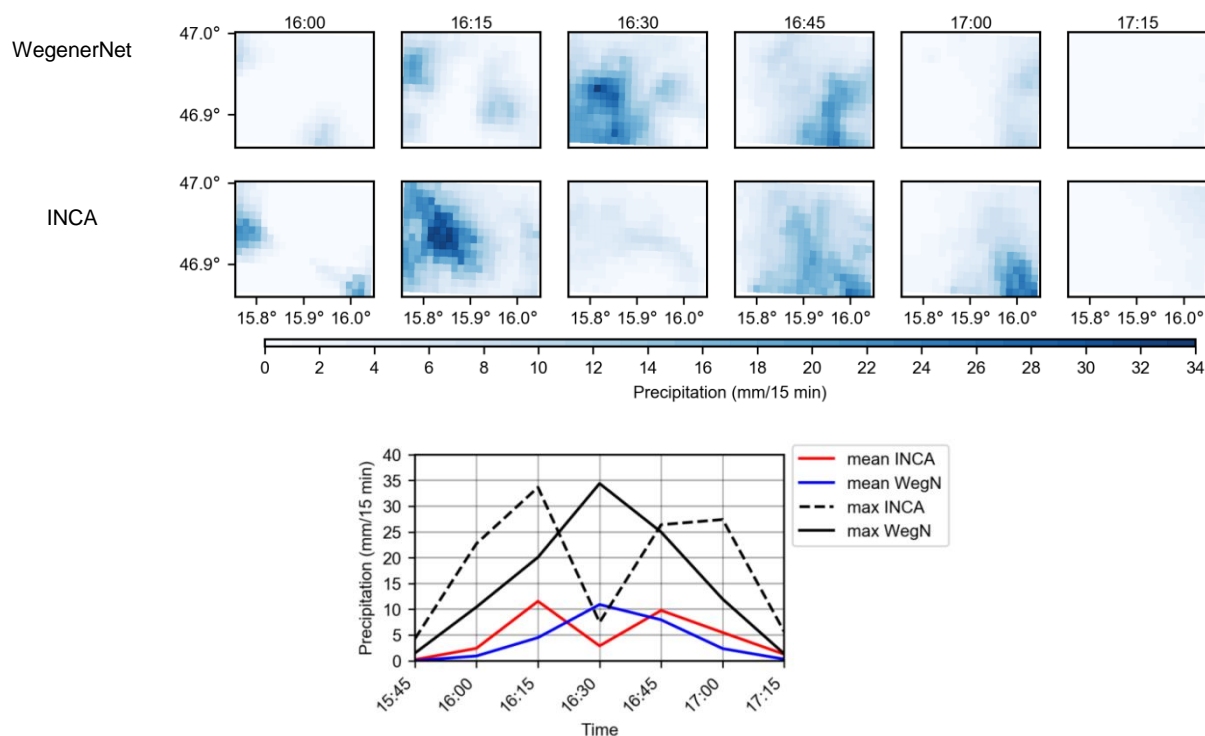 16:00 16:15 16:30 16:45 17:00 17:15
WegenerNet
47.0°
46.9°
INCA
47.0°
46.9°
15.8° 15.9° 16.0° 15.8° 15.9° 16.0° 15.8° 15.9° 16.0° 15.8° 15.9° 16.0° 15.8° 15.9° 16.0° 15.8° 15.9° 16.0°
0 2 4 6 8 10 12 14 16 18 20 22 24 26 28 30 32 34
Precipitation (mm/15 min)
Precipitation (mm/15 min)
40
35
30
25
20
15
10
5
0
15:45 16:00 16:15 16:30 16:45 17:00 17:15
Time
mean INCA
mean WegN
max INCA
max WegN